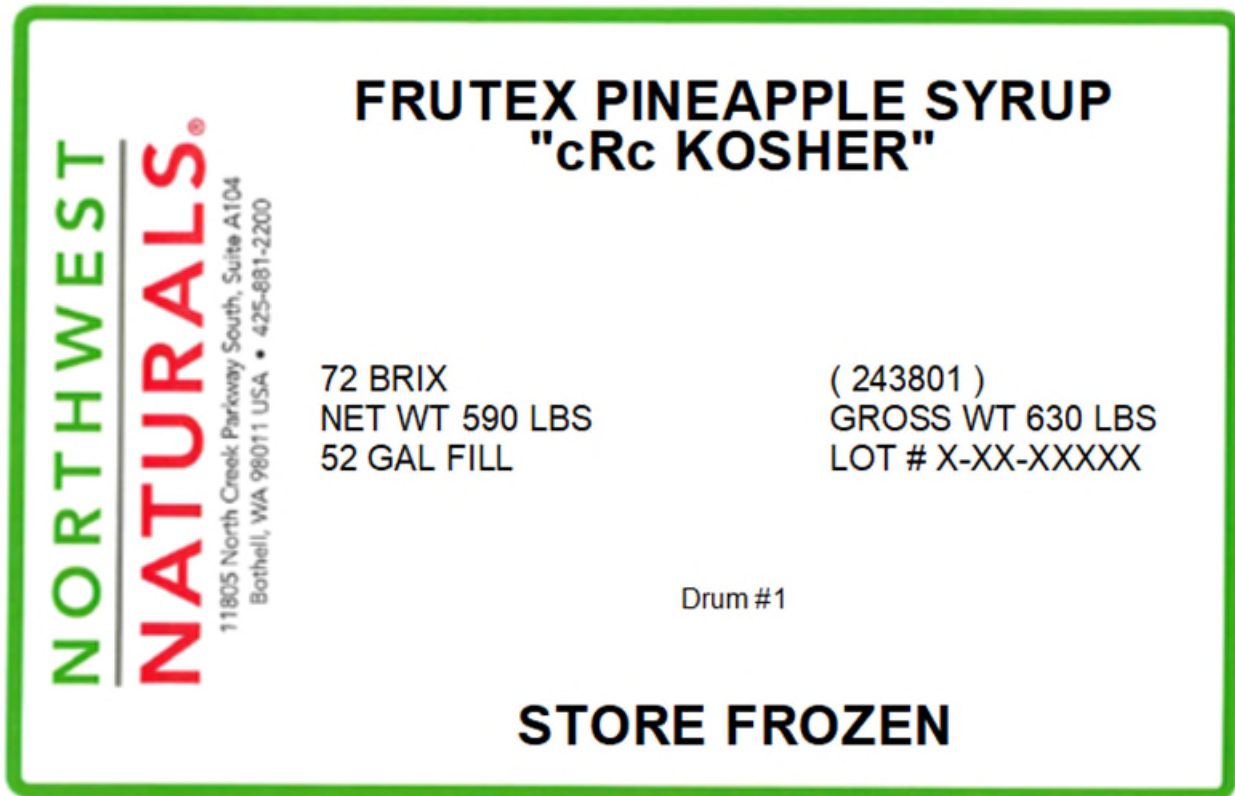 NORTHWEST
NATURALS®
11805 North Creek Parkway South, Suite A104
Bothell, WA 98011 USA • 425-881-2200
FRUTEX PINEAPPLE SYRUP
"cRc KOSHER"
72 BRIX
NET WT 590 LBS
52 GAL FILL
( 243801 )
GROSS WT 630 LBS
LOT # X-XX-XXXXX
Drum #1
STORE FROZEN